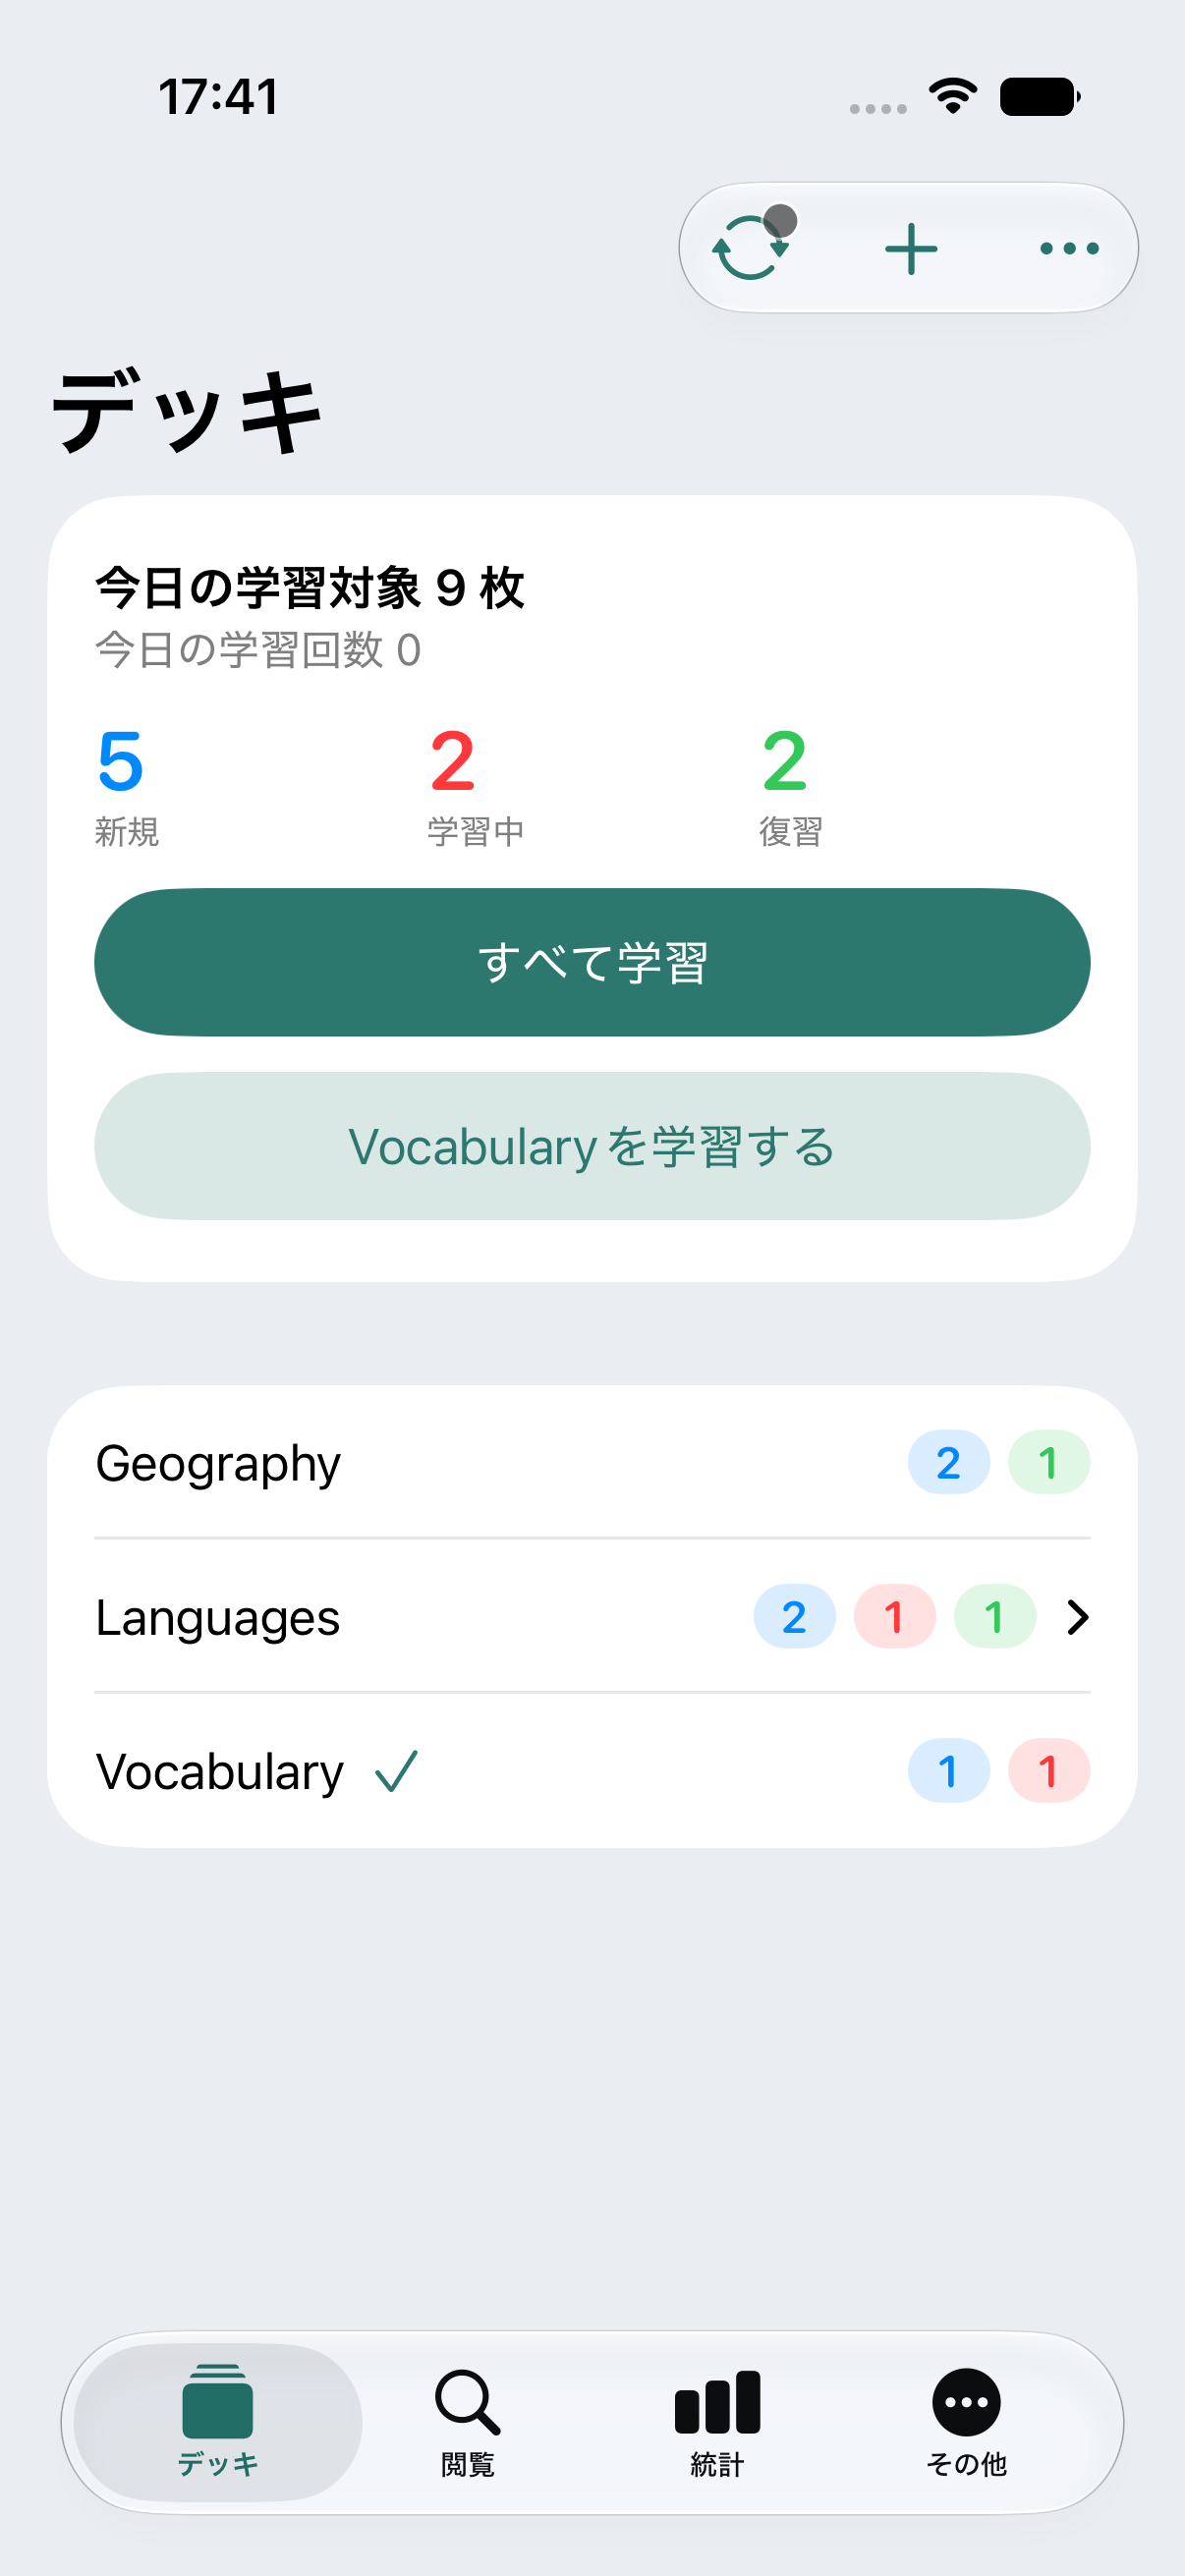 17:41
デッキ
今日の学習対象 9 枚
今日の学習回数 0
5 2 2
新規 学習中 復習
すべて学習
Vocabulary を学習する
Geography 2 1
Languages 2 1 1
Vocabulary 1 1
デッキ 閲覧 統計 その他